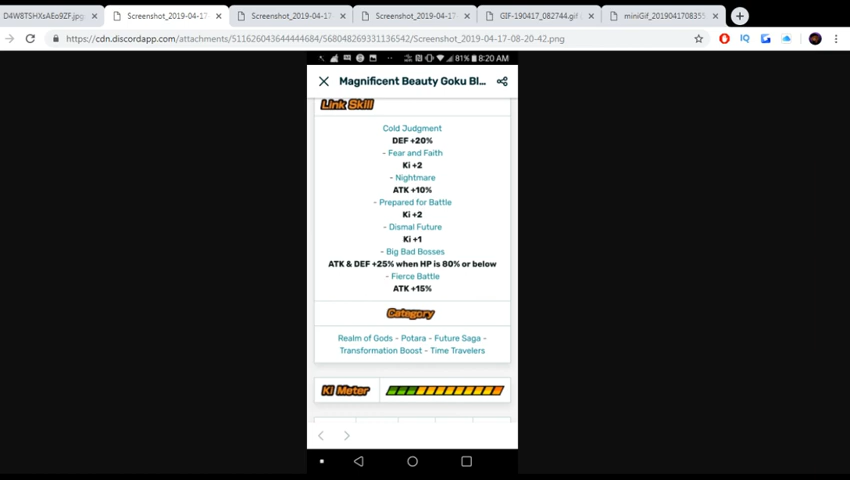 D4W8TSHXsAEo9ZF.jpg
Screenshot_2019-04-17-
Screenshot_2019-04-17-
Screenshot_2019-04-17-
GIF-190417_082744.gif
miniGif_20190417083
https://cdn.discordapp.com/attachments/511626043644444684/568048269331136542/Screenshot_2019-04-17-08-20-42.png
81% 8:20 AM
Magnificent Beauty Goku Bl...
Link Skill
Cold Judgment
DEF +20%
- Fear and Faith
Ki +2
- Nightmare
ATK +10%
- Prepared for Battle
Ki +2
- Dismal Future
Ki +1
- Big Bad Bosses
ATK & DEF +25% when HP is 80% or below
- Fierce Battle
ATK +15%
Category
Realm of Gods - Potara - Future Saga -
Transformation Boost - Time Travelers
Ki Meter